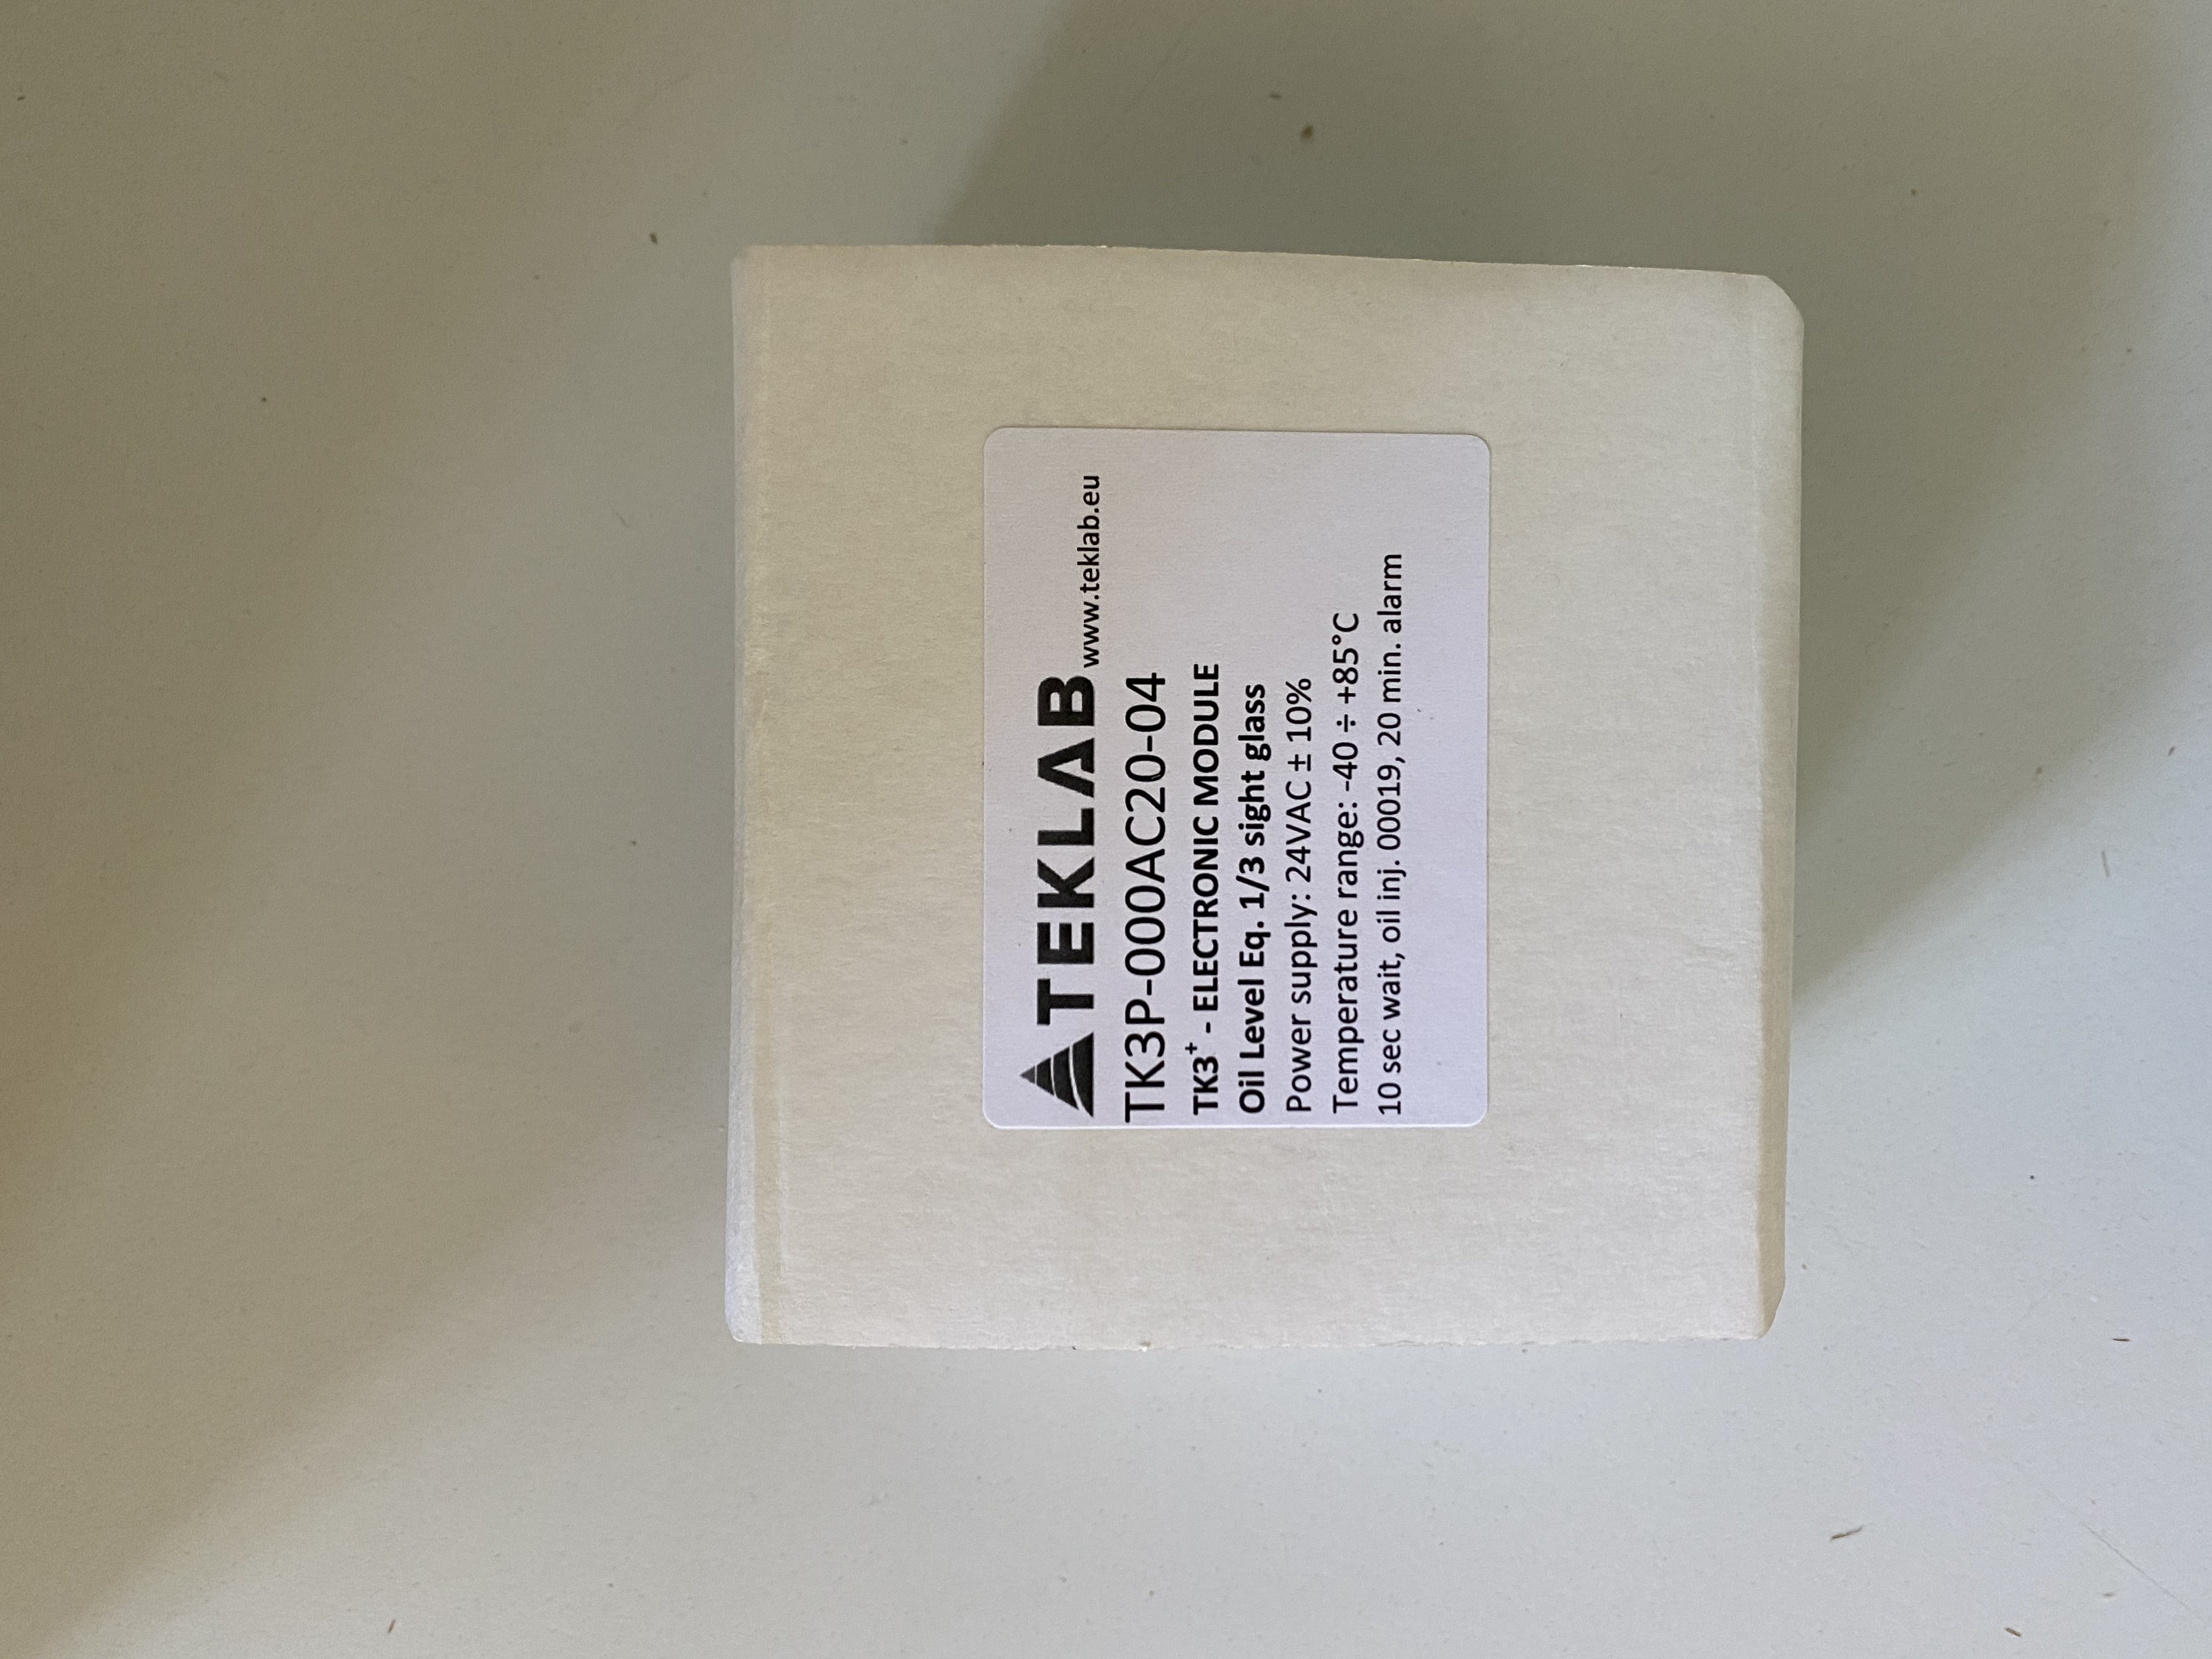 TEKLAB www.teklab.eu
TK3P-000AC20-04
TK3⁺ - ELECTRONIC MODULE
Oil Level Eq. 1/3 sight glass
Power supply: 24VAC ± 10%
Temperature range: -40 ÷ +85°C
10 sec wait, oil inj. 00019, 20 min. alarm